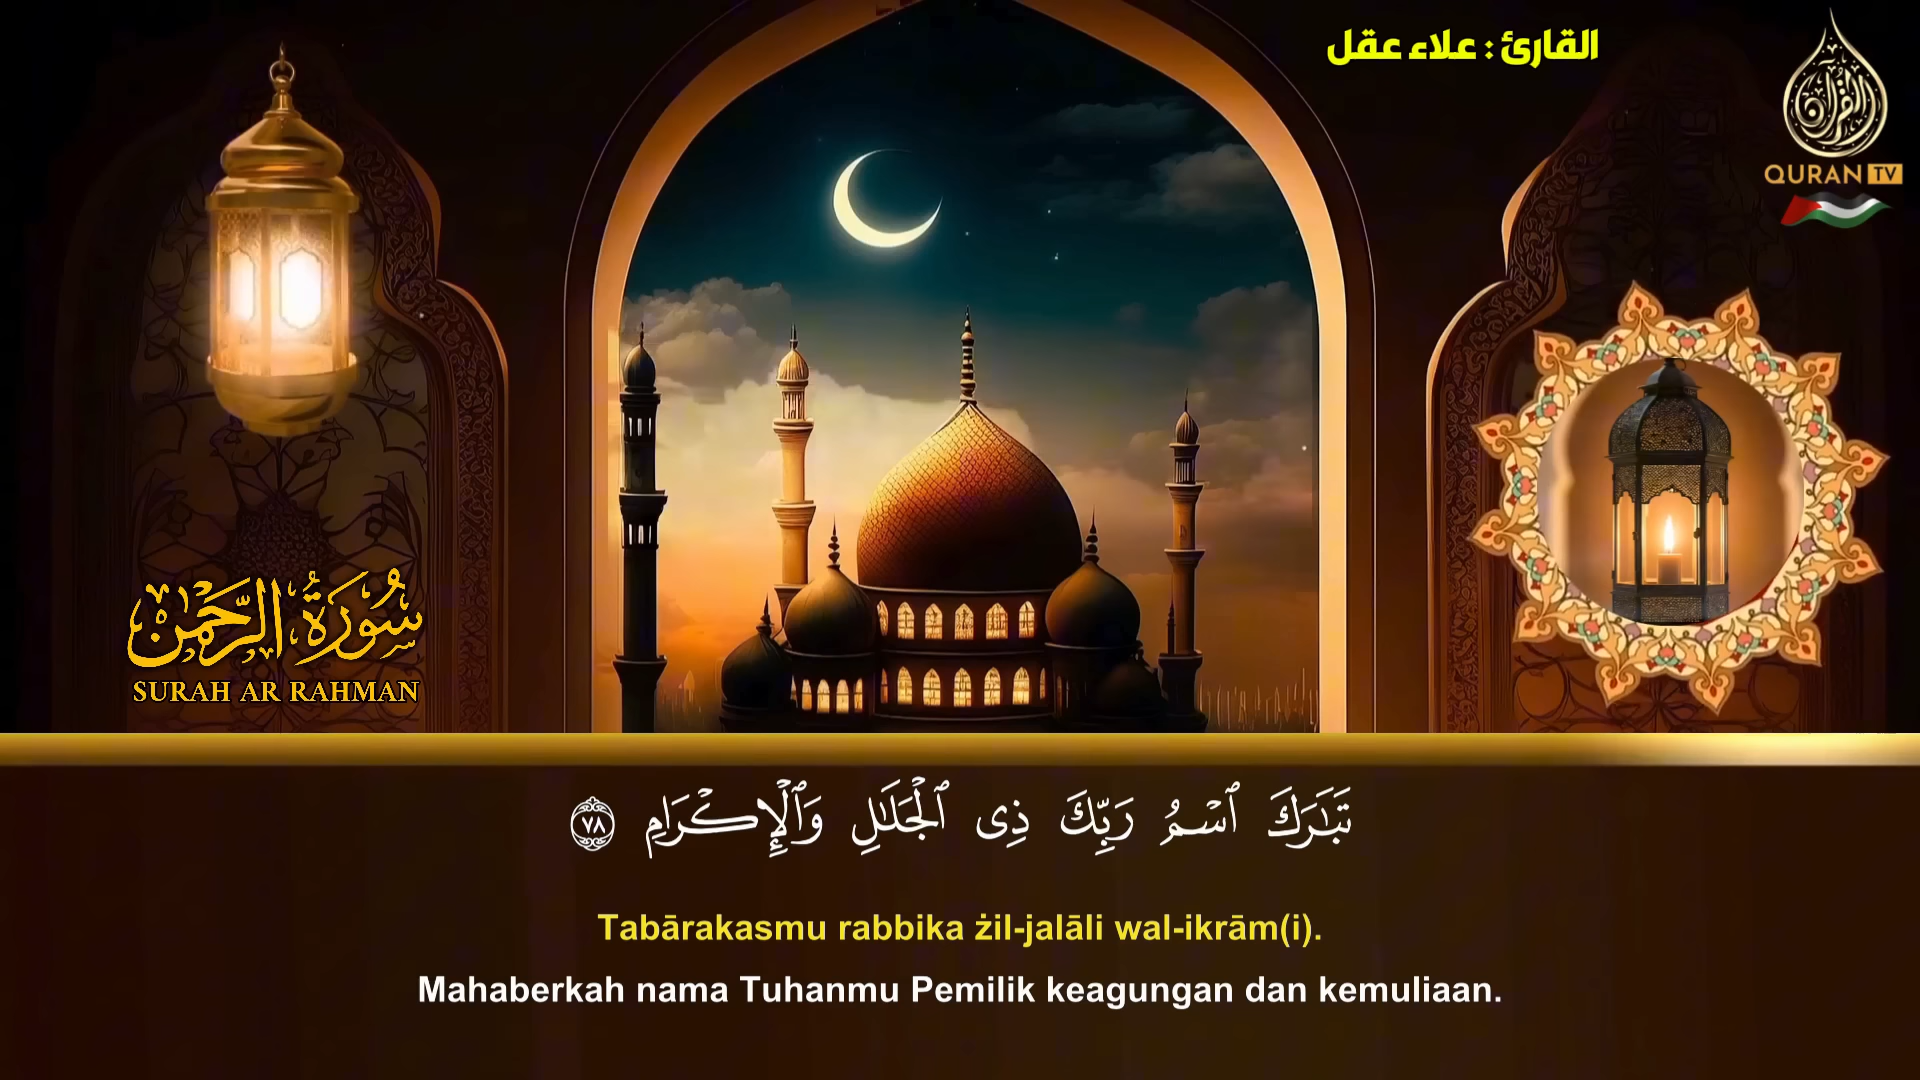 القارئ : علاء عقل
القرآن
QURAN TV
سُورَةُ الرَّحْمَٰن
SURAH AR RAHMAN
تَبَٰرَكَ ٱسْمُ رَبِّكَ ذِى ٱلْجَلَٰلِ وَٱلْإِكْرَامِ ٧٨
Tabārakasmu rabbika żil-jalāli wal-ikrām(i).
Mahaberkah nama Tuhanmu Pemilik keagungan dan kemuliaan.